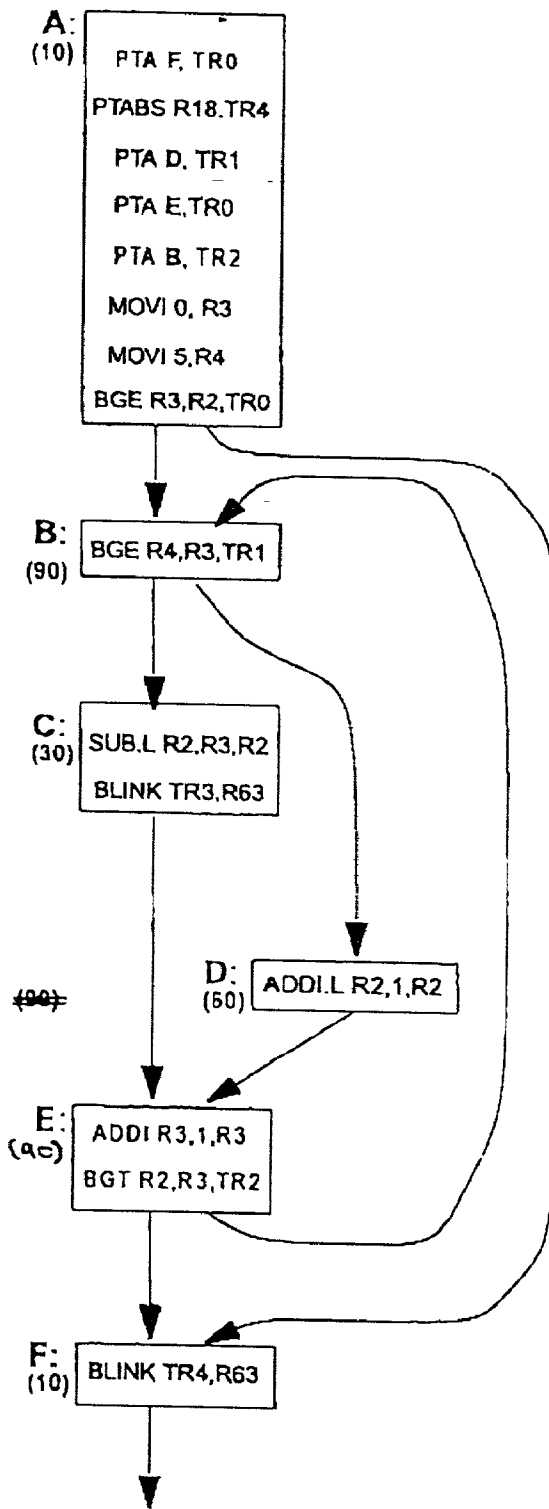 A:
(10)
PTA F, TR0
PTABS R18.TR4
PTA D, TR1
PTA E,TR0
PTA B, TR2
MOVI 0, R3
MOVI 5,R4
BGE R3,R2,TR0
B:
(90)
BGE R4,R3,TR1
C:
(30)
SUB.L R2,R3,R2
BLINK TR3,R63
D:
(60)
ADDI.L R2,1,R2
(90)
E:
(90)
ADDI R3,1,R3
BGT R2,R3,TR2
F:
(10)
BLINK TR4,R63